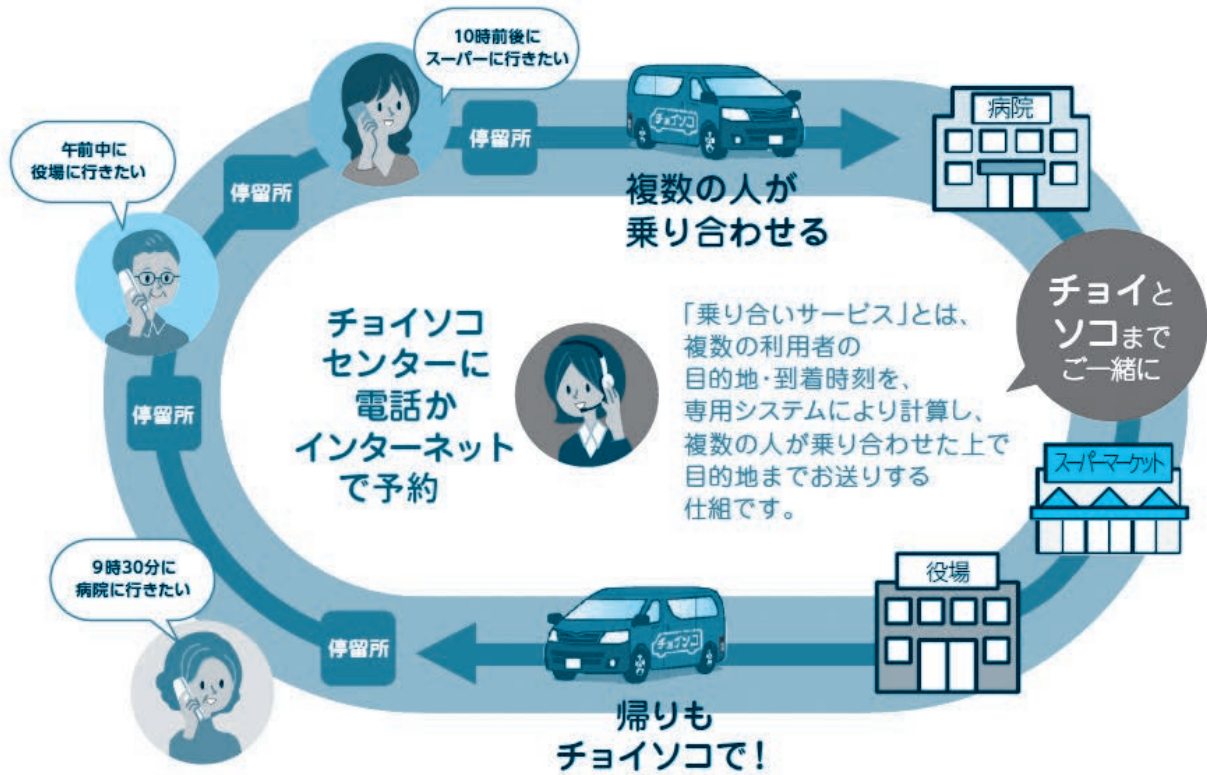 10時前後に
スーパーに行きたい
停留所
チョイソコ
病院
午前中に
役場に行きたい
停留所
複数の人が
乗り合わせる
チョイと
ソコまで
ご一緒に
チョイソコ
センターに
電話か
インターネット
で予約
「乗り合いサービス」とは、
複数の利用者の
目的地・到着時刻を、
専用システムにより計算し、
複数の人が乗り合わせた上で
目的地までお送りする
仕組です。
停留所
スーパーマーケット
9時30分に
病院に行きたい
役場
停留所
チョイソコ
帰りも
チョイソコで!